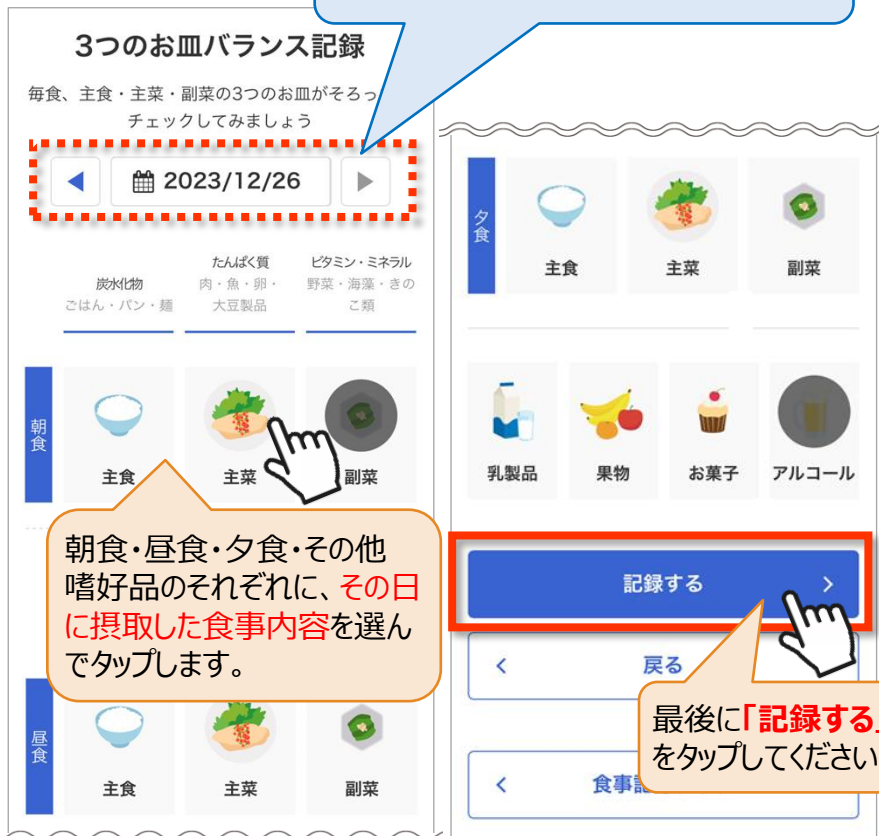 3つのお皿バランス記録
毎食、主食・主菜・副菜の3つのお皿がそろっ
チェックしてみましょう
2023/12/26
炭水化物
ごはん・パン・麺
たんぱく質
肉・魚・卵・
大豆製品
ビタミン・ミネラル
野菜・海藻・きの
こ類
朝食
主食
主菜
副菜
朝食・昼食・夕食・その他
嗜好品のそれぞれに、その日
に摂取した食事内容を選ん
でタップします。
昼食
主食
主菜
副菜
夕食
主食
主菜
副菜
乳製品
果物
お菓子
アルコール
記録する
戻る
最後に「記録する」
をタップしてください
食事記